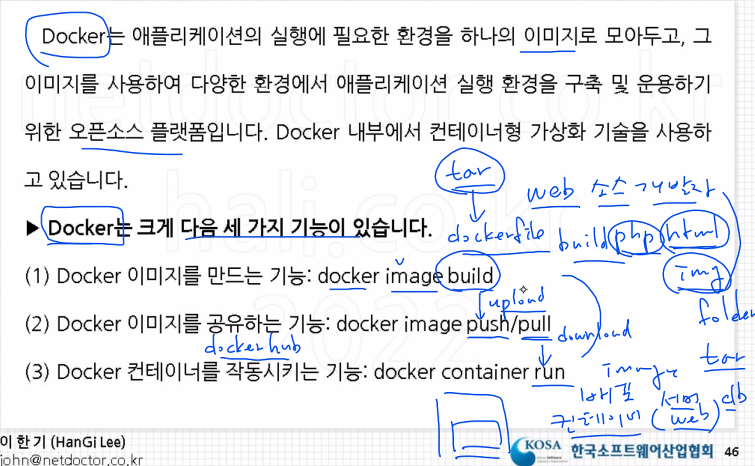 Docker는 애플리케이션의 실행에 필요한 환경을 하나의 이미지로 모아두고, 그
이미지를 사용하여 다양한 환경에서 애플리케이션 실행 환경을 구축 및 운용하기
위한 오픈소스 플랫폼입니다. Docker 내부에서 컨테이너형 가상화 기술을 사용하
고 있습니다.
tar
web 소스 개발자
▶ Docker는 크게 다음 세 가지 기능이 있습니다.
dockerfile build php html
(1) Docker 이미지를 만드는 기능: docker image build
img
upload
folder
(2) Docker 이미지를 공유하는 기능: docker image push/pull
download
dockerhub
(3) Docker 컨테이너를 작동시키는 기능: docker container run
image tar
서버 db
컨테이너 (web)
이 한 기 (HanGi Lee)
john@netdoctor.co.kr
KOSA 한국소프트웨어산업협회 46
netdoctor.co.kr
hali.co.kr
2022